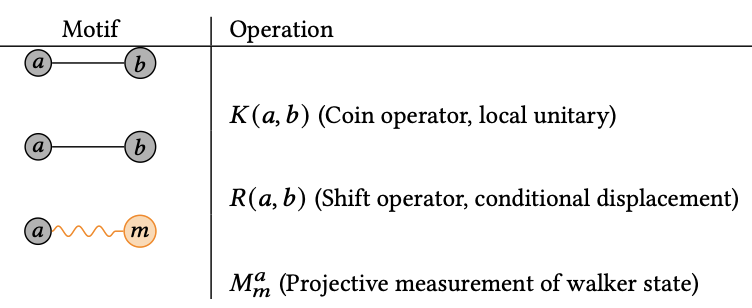 Motif Operation
a b
K(a, b) (Coin operator, local unitary)
a b
R(a, b) (Shift operator, conditional displacement)
a m
M_m^a (Projective measurement of walker state)